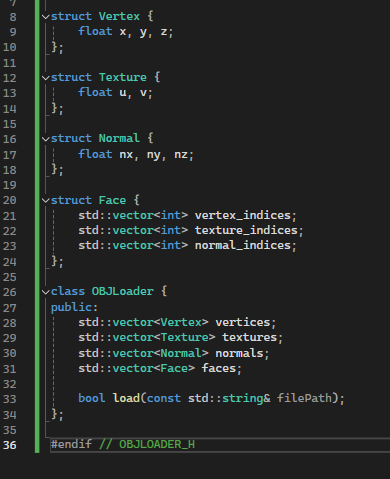 7
8 struct Vertex {
9 float x, y, z;
10 };
11
12 struct Texture {
13 float u, v;
14 };
15
16 struct Normal {
17 float nx, ny, nz;
18 };
19
20 struct Face {
21 std::vector<int> vertex_indices;
22 std::vector<int> texture_indices;
23 std::vector<int> normal_indices;
24 };
25
26 class OBJLoader {
27 public:
28 std::vector<Vertex> vertices;
29 std::vector<Texture> textures;
30 std::vector<Normal> normals;
31 std::vector<Face> faces;
32
33 bool load(const std::string& filePath);
34 };
35
36 #endif // OBJLOADER_H